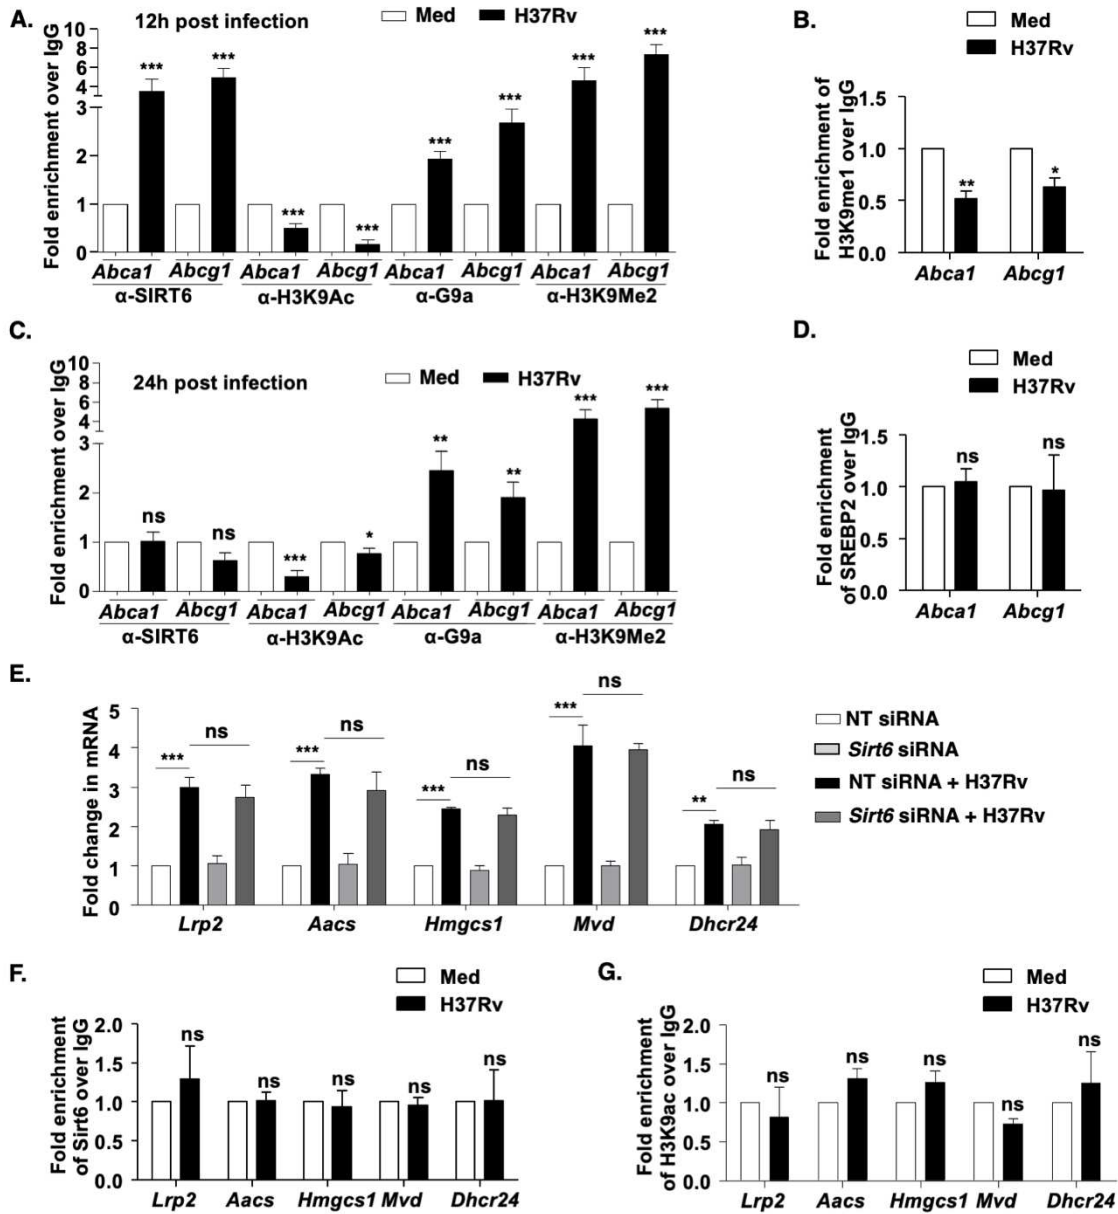 A.
12h post infection
Med
H37Rv
Fold enrichment over IgG
10
8
6
4
3
2
1
0
***
***
***
***
***
***
***
***
Abca1 Abcg1 Abca1 Abcg1 Abca1 Abcg1 Abca1 Abcg1
α-SIRT6 α-H3K9Ac α-G9a α-H3K9Me2
B.
Med
H37Rv
Fold enrichment of
H3K9me1 over IgG
1.5
1.0
0.5
0.0
**
*
Abca1 Abcg1
C.
24h post infection
Med
H37Rv
Fold enrichment over IgG
10
8
6
4
3
2
1
0
ns
ns
***
*
**
**
***
***
Abca1 Abcg1 Abca1 Abcg1 Abca1 Abcg1 Abca1 Abcg1
α-SIRT6 α-H3K9Ac α-G9a α-H3K9Me2
D.
Med
H37Rv
Fold enrichment
of SREBP2 over IgG
1.5
1.0
0.5
0.0
ns
ns
Abca1 Abcg1
E.
Fold change in mRNA
5
4
3
2
1
0
***
ns
***
ns
***
ns
***
ns
**
ns
Lrp2 Aacs Hmgcs1 Mvd Dhcr24
NT siRNA
Sirt6 siRNA
NT siRNA + H37Rv
Sirt6 siRNA + H37Rv
F.
Med
H37Rv
Fold enrichment
of Sirt6 over IgG
2.0
1.5
1.0
0.5
0.0
ns
ns
ns
ns
ns
Lrp2 Aacs Hmgcs1 Mvd Dhcr24
G.
Med
H37Rv
Fold enrichment
of H3K9ac over IgG
2.0
1.5
1.0
0.5
0.0
ns
ns
ns
ns
ns
Lrp2 Aacs Hmgcs1 Mvd Dhcr24